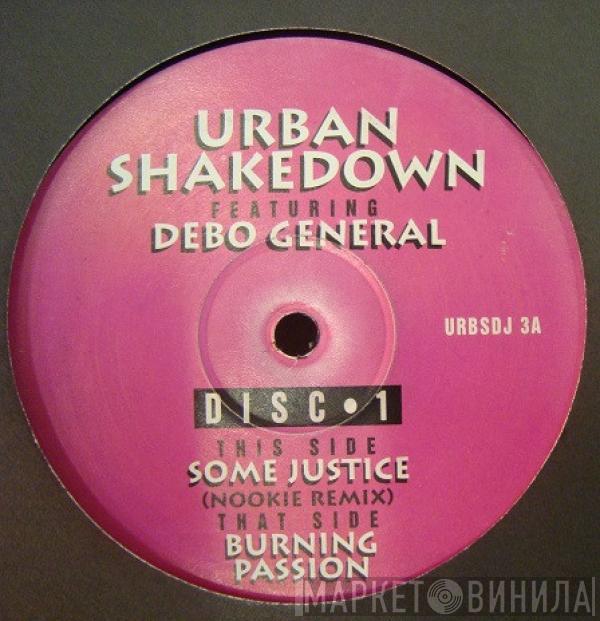 URBAN
SHAKEDOWN
FEATURING
DEBO GENERAL
URBSDJ 3A
DISC • 1
THIS SIDE
SOME JUSTICE
(NOOKIE REMIX)
THAT SIDE
BURNING
PASSION
МАРКЕТ ВИНИЛА